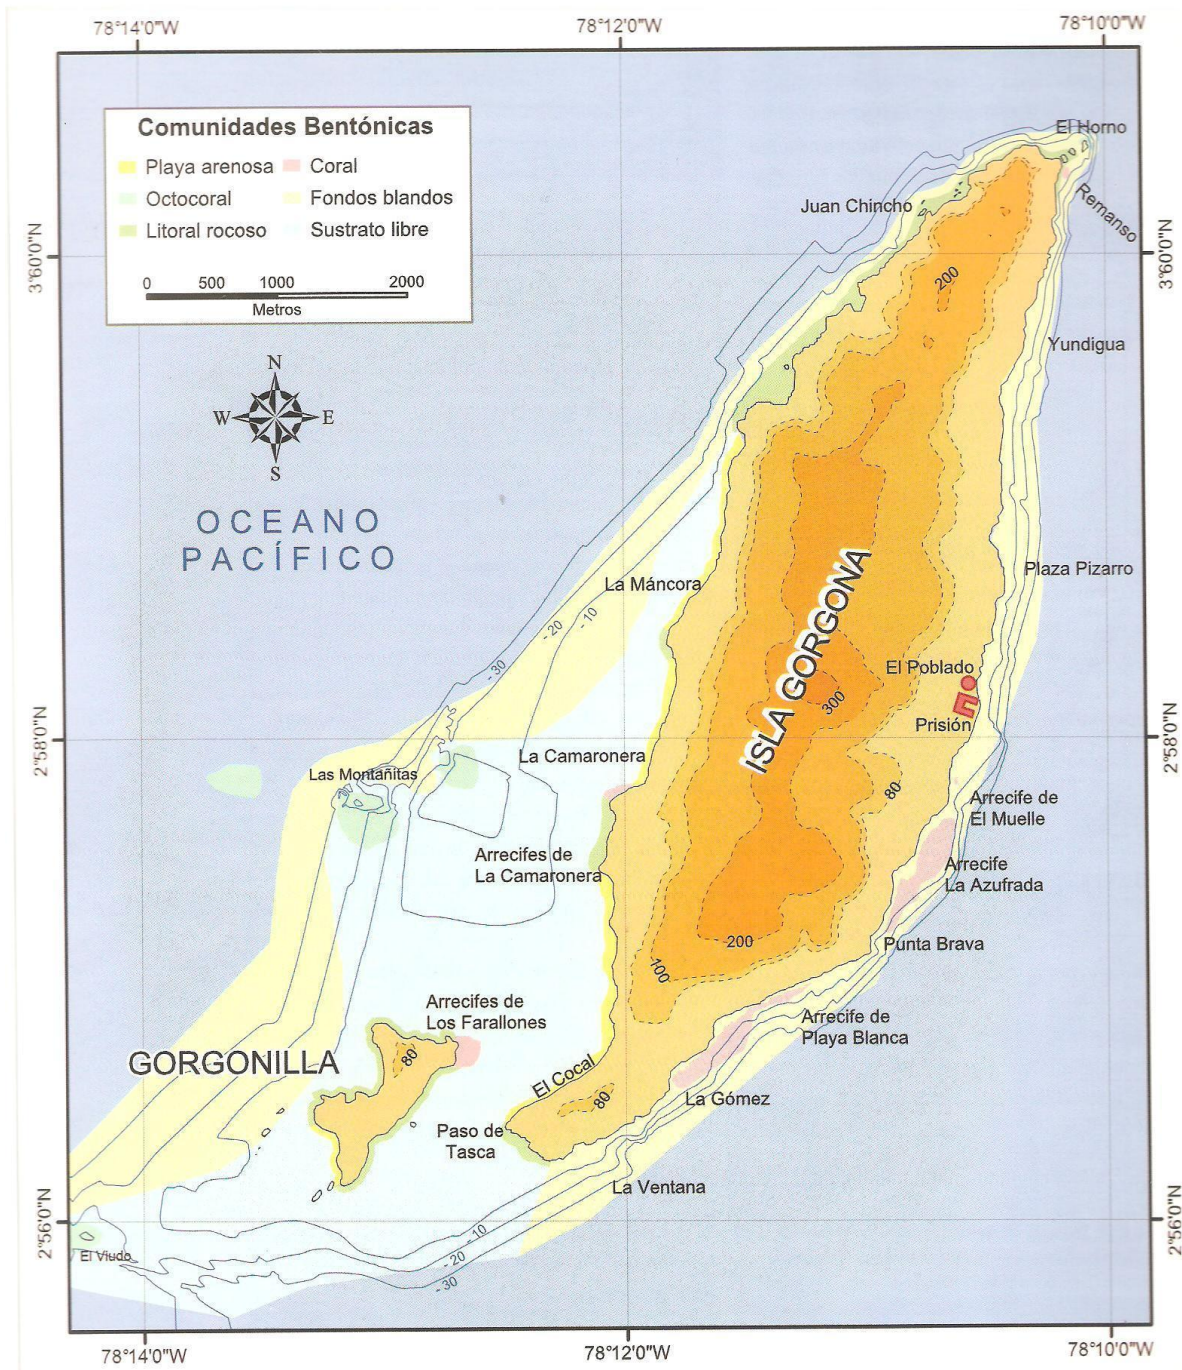 78°14'0"W
78°12'0"W
78°10'0"W
Comunidades Bentónicas
Playa arenosa
Coral
Octocoral
Fondos blandos
Litoral rocoso
Sustrato libre
0 500 1000 2000
Metros
El Horno
Juan Chincho
Remanso
3°60'0"N
3°60'0"N
200
Yundigua
N
W E
S
OCEANO
PACÍFICO
La Máncora
Plaza Pizarro
- 10
- 20
- 30
ISLA GORGONA
El Poblado
300
Prisión
2°58'0"N
2°58'0"N
La Camaronera
Las Montañitas
80
Arrecife de
El Muelle
Arrecifes de
La Camaronera
Arrecife
La Azufrada
200
Punta Brava
100
Arrecifes de
Los Farallones
Arrecife de
Playa Blanca
GORGONILLA
80
El Cocal
80
La Gómez
Paso de
Tasca
La Ventana
2°56'0"N
2°56'0"N
El Viudo
- 10
- 20
- 30
78°14'0"W
78°12'0"W
78°10'0"W